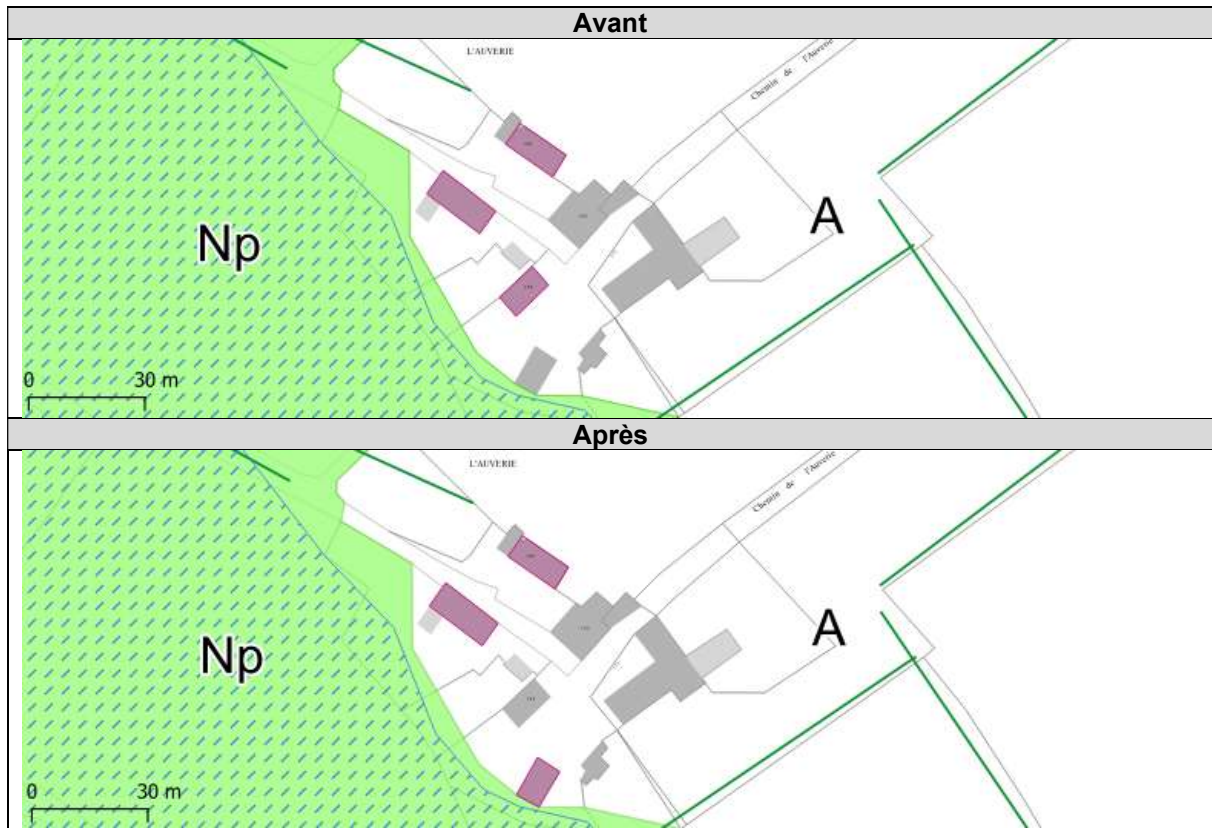 Avant
L'AUVERIE
Chemin de l'Auverie
Np
A
0 30 m
Après
L'AUVERIE
Chemin de l'Auverie
Np
A
0 30 m